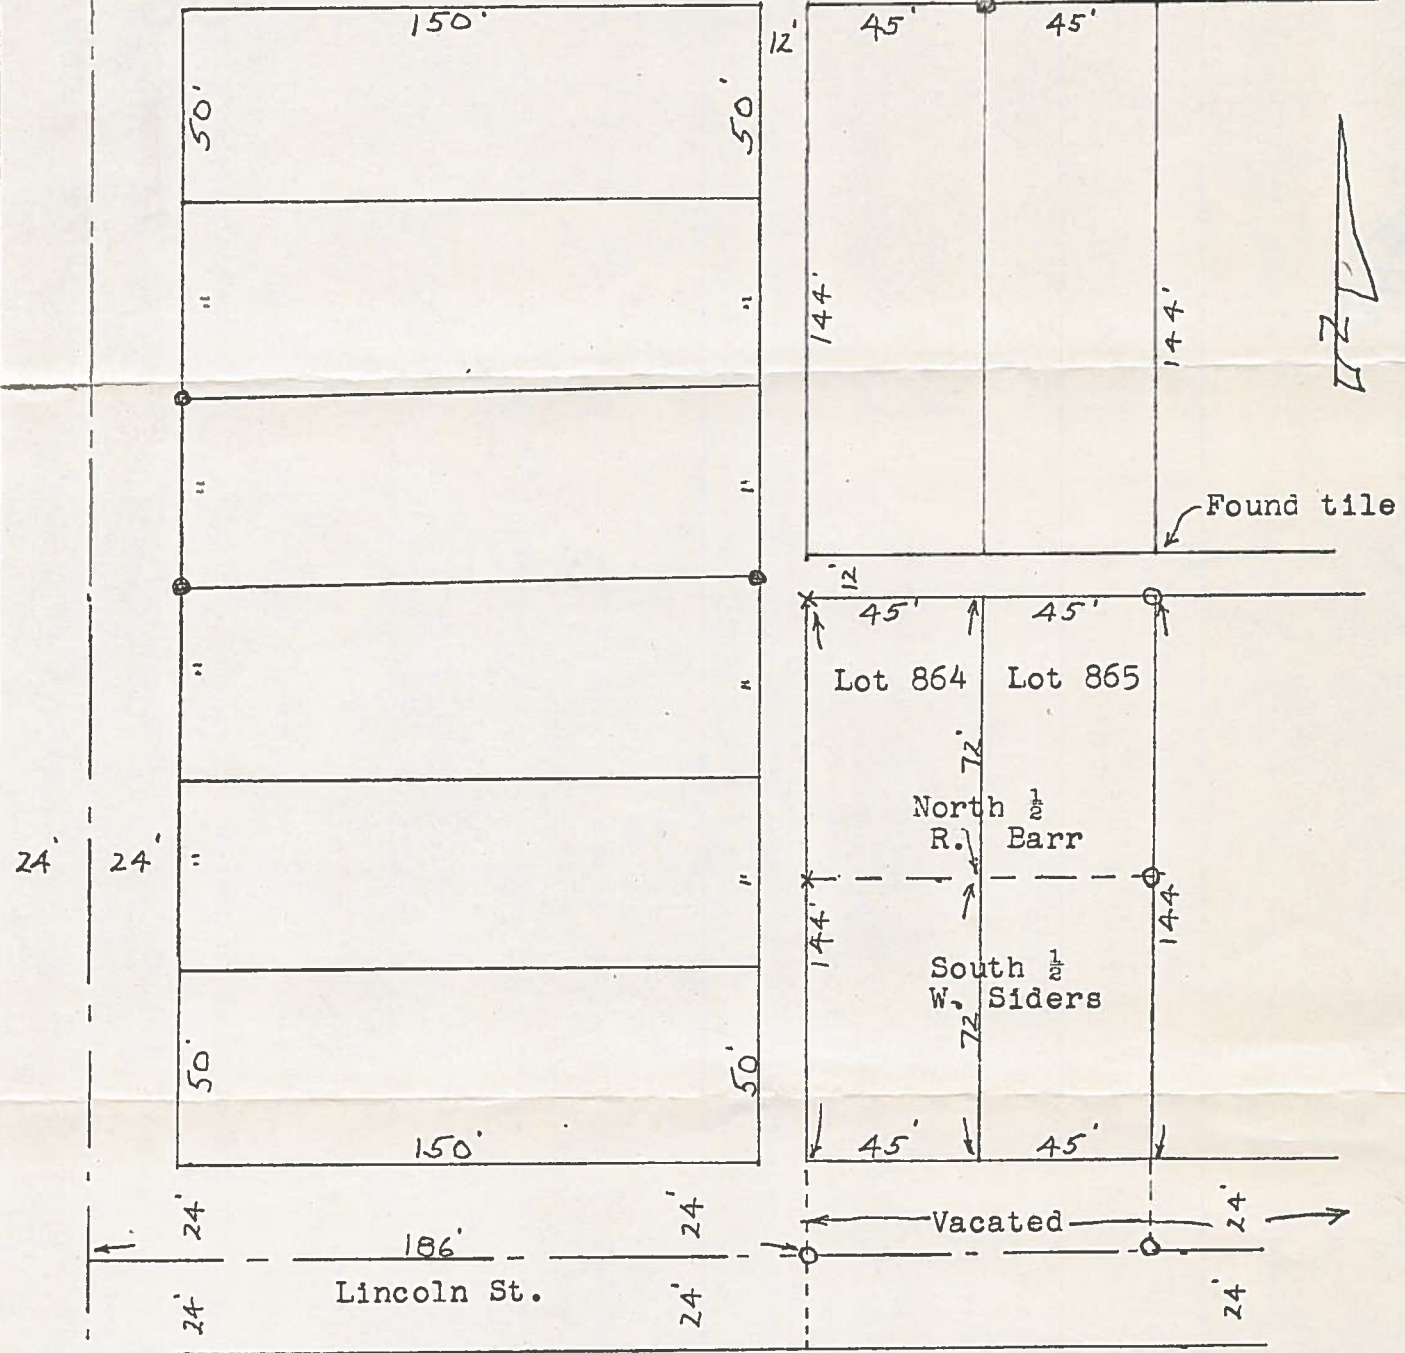 150' 12' 45' 45'
50' 50'
144' 144'
" "
N
" "
Found tile
12'
45' 45'
" "
Lot 864 Lot 865
72'
North ½
R. Barr
24' 24' " "
144' 144
South ½
W. Siders
72'
50' 50'
150' 45' 45'
24' 24' Vacated 24'
186'
Lincoln St.
24' 24' 24'